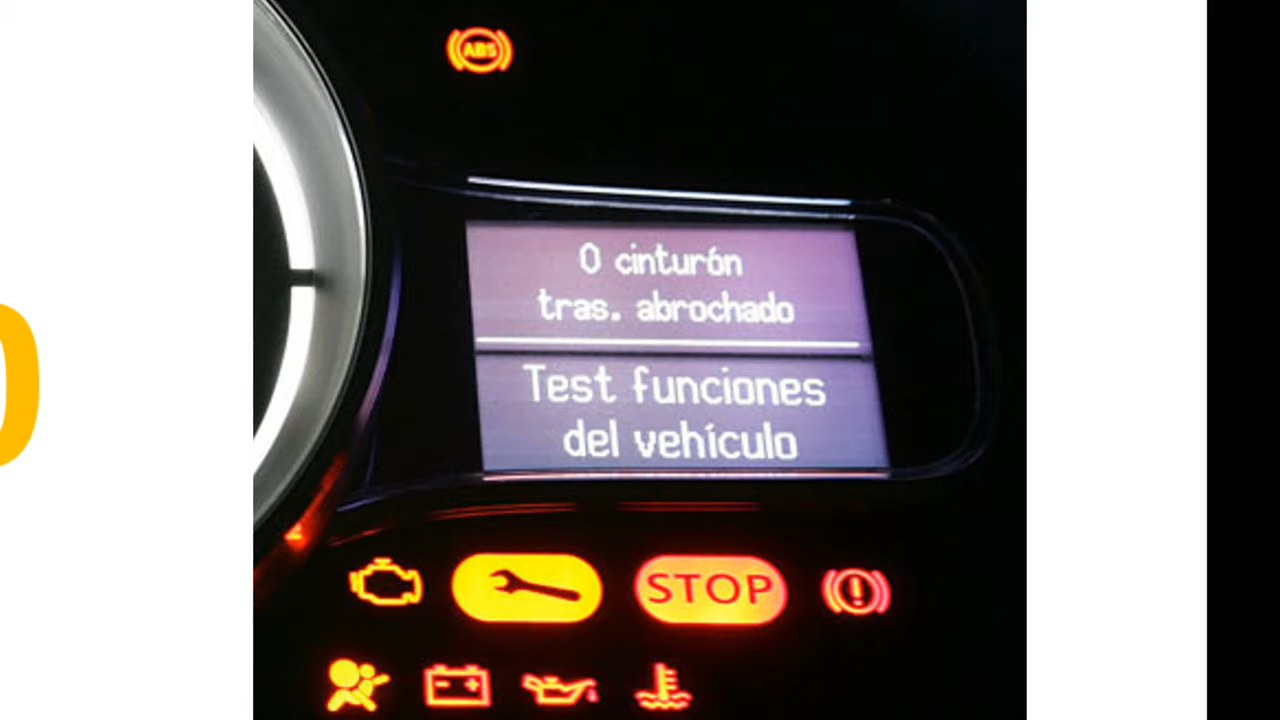 ABS
0 cinturón
tras. abrochado
Test funciones
del vehículo
STOP